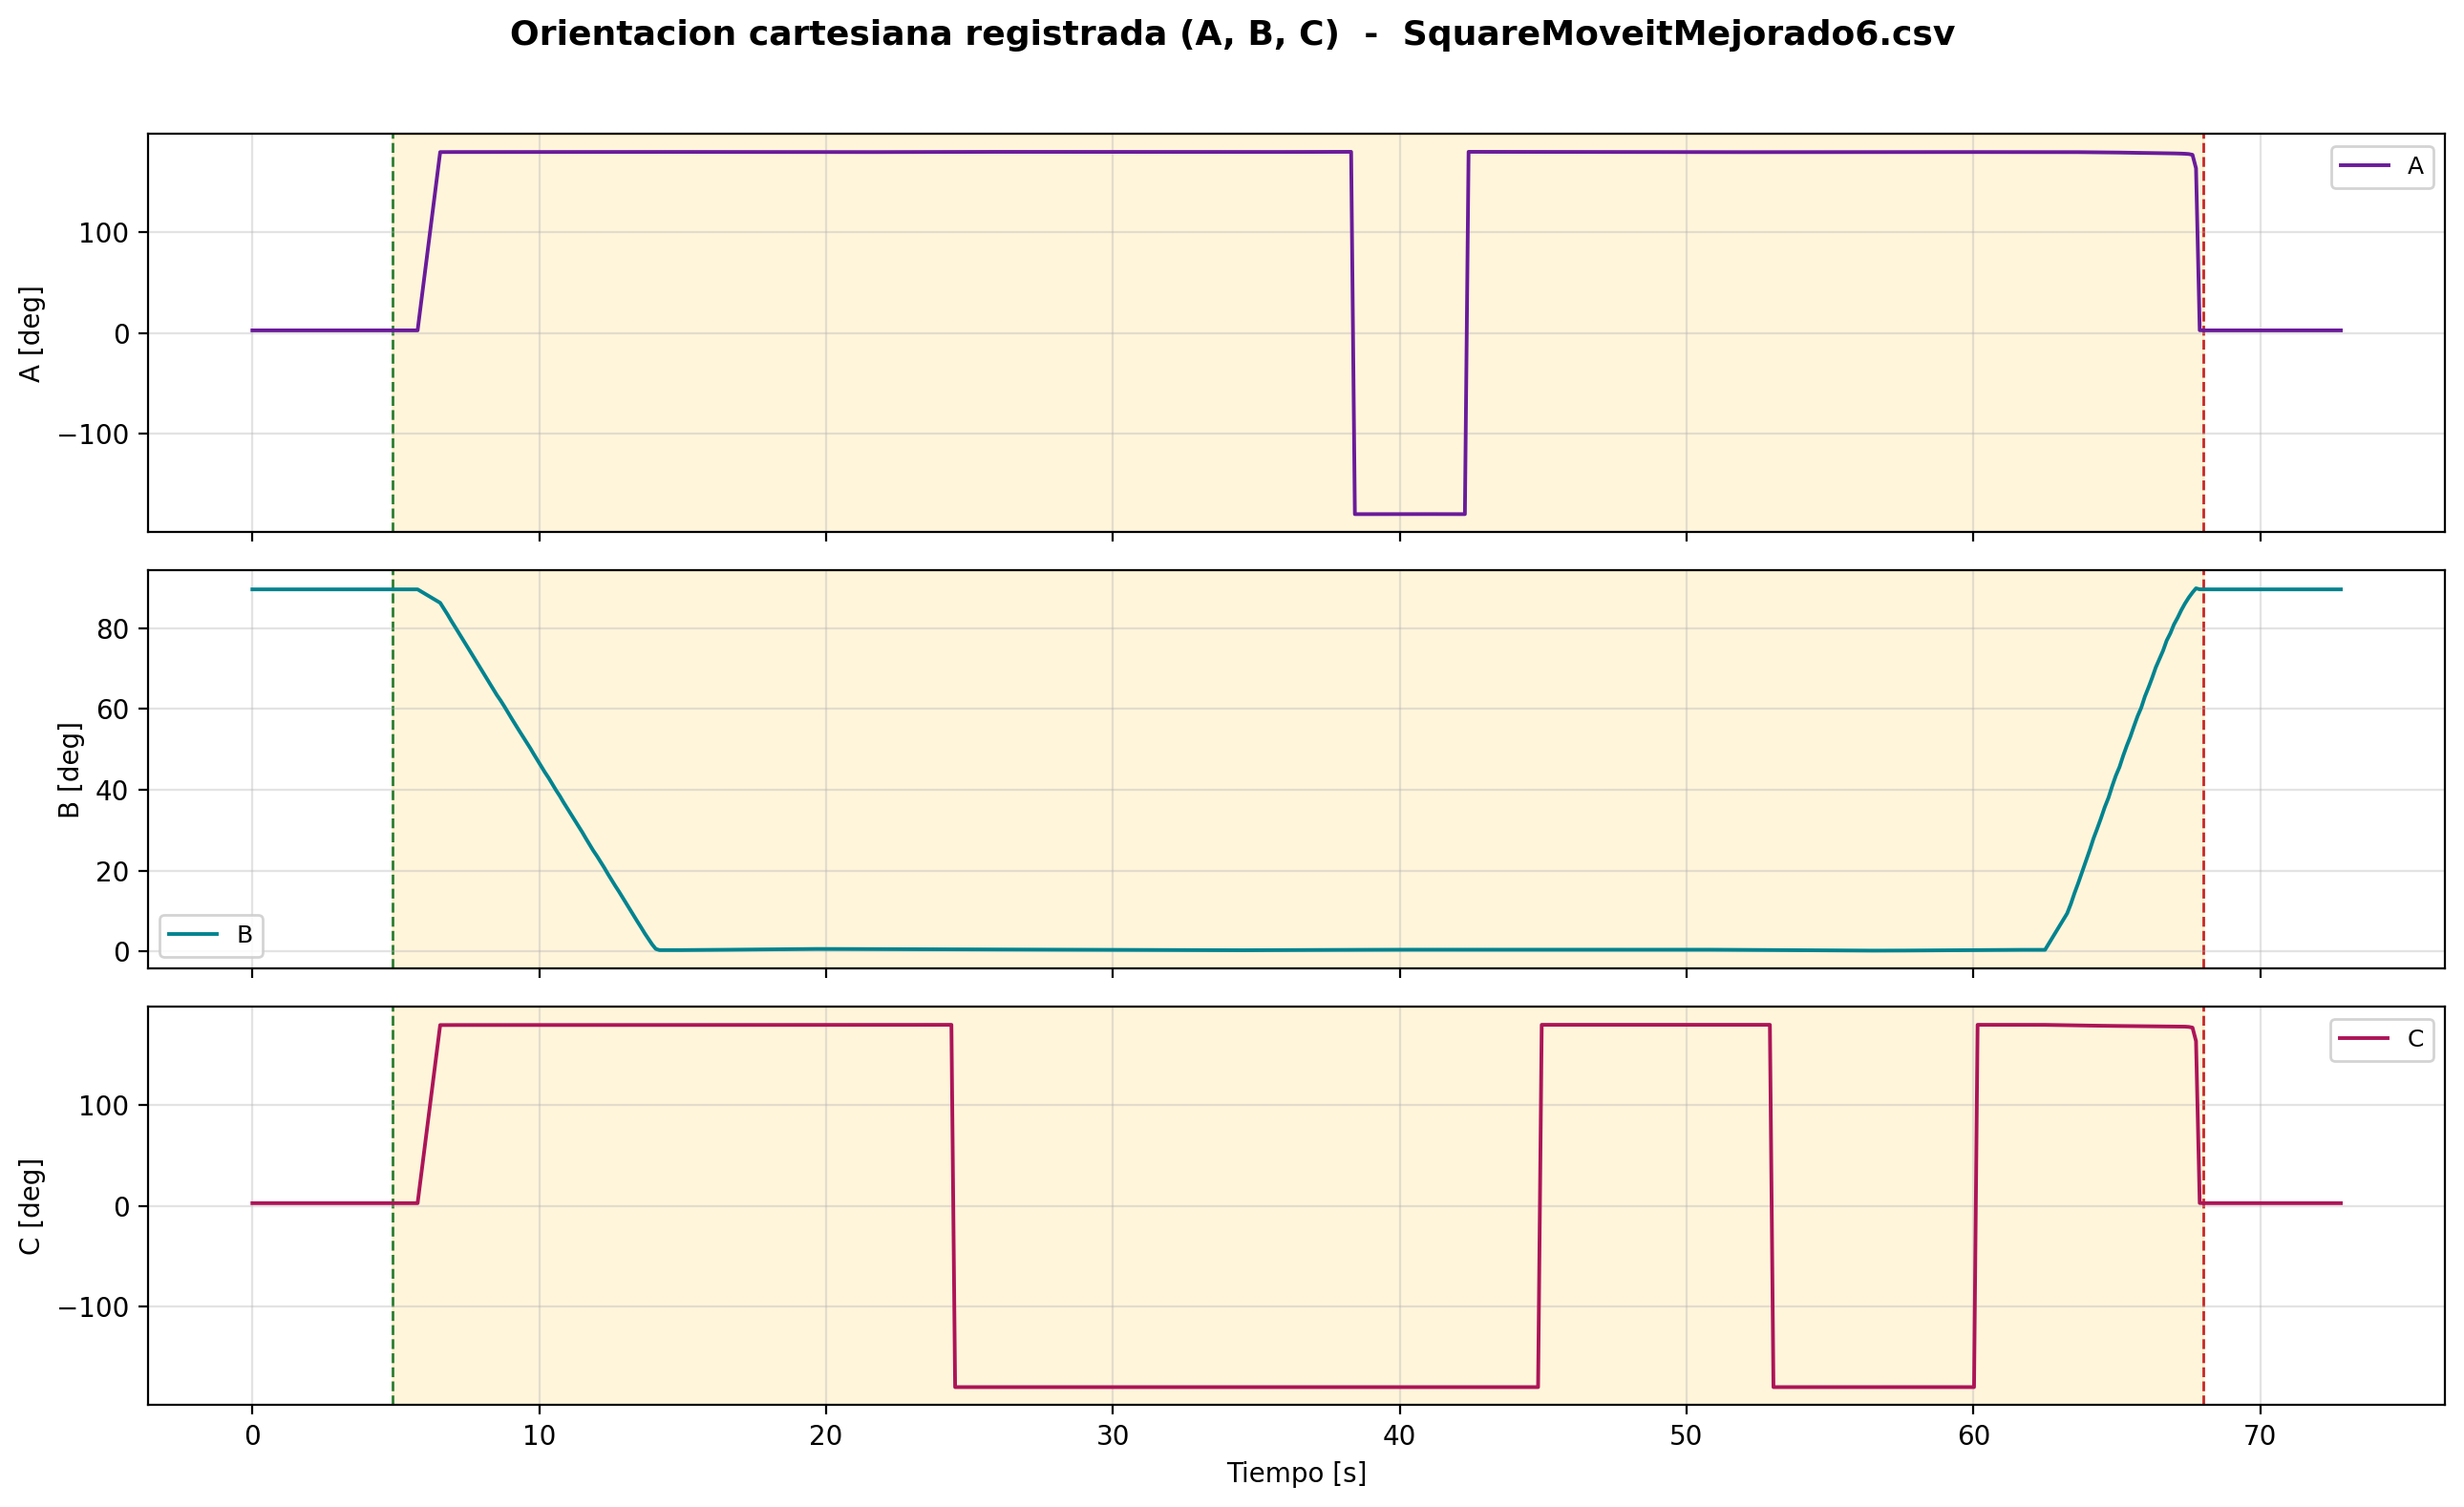 Orientacion cartesiana registrada (A, B, C)  -  SquareMoveitMejorado6.csv
A [deg]
100
0
−100
A
B [deg]
80
60
40
20
0
B
C [deg]
100
0
−100
C
0 10 20 30 40 50 60 70
Tiempo [s]